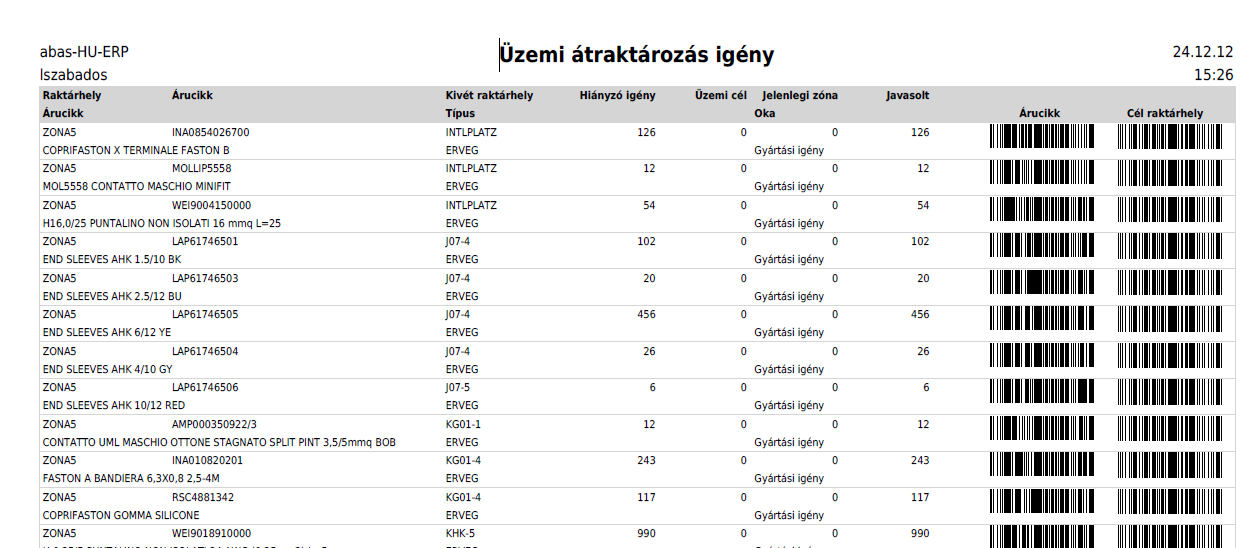 abas-HU-ERP Üzemi átraktározás igény 24.12.12
lszabados 15:26
Raktárhely Árucikk Kivét raktárhely Hiányzó igény Üzemi cél Jelenlegi zóna Javasolt
Árucikk Típus Oka Árucikk Cél raktárhely
ZONA5 INA0854026700 INTLPLATZ 126 0 0 126
COPRIFASTON X TERMINALE FASTON B ERVEG Gyártási igény
ZONA5 MOLLIP5558 INTLPLATZ 12 0 0 12
MOL5558 CONTATTO MASCHIO MINIFIT ERVEG Gyártási igény
ZONA5 WEI9004150000 INTLPLATZ 54 0 0 54
H16,0/25 PUNTALINO NON ISOLATI 16 mmq L=25 ERVEG Gyártási igény
ZONA5 LAP61746501 J07-4 102 0 0 102
END SLEEVES AHK 1.5/10 BK ERVEG Gyártási igény
ZONA5 LAP61746503 J07-4 20 0 0 20
END SLEEVES AHK 2.5/12 BU ERVEG Gyártási igény
ZONA5 LAP61746505 J07-4 456 0 0 456
END SLEEVES AHK 6/12 YE ERVEG Gyártási igény
ZONA5 LAP61746504 J07-4 26 0 0 26
END SLEEVES AHK 4/10 GY ERVEG Gyártási igény
ZONA5 LAP61746506 J07-5 6 0 0 6
END SLEEVES AHK 10/12 RED ERVEG Gyártási igény
ZONA5 AMP000350922/3 KG01-1 12 0 0 12
CONTATTO UML MASCHIO OTTONE STAGNATO SPLIT PINT 3,5/5mmq BOB ERVEG Gyártási igény
ZONA5 INA010820201 KG01-4 243 0 0 243
FASTON A BANDIERA 6,3X0,8 2,5-4M ERVEG Gyártási igény
ZONA5 RSC4881342 KG01-4 117 0 0 117
COPRIFASTON GOMMA SILICONE ERVEG Gyártási igény
ZONA5 WEI9018910000 KHK-5 990 0 0 990